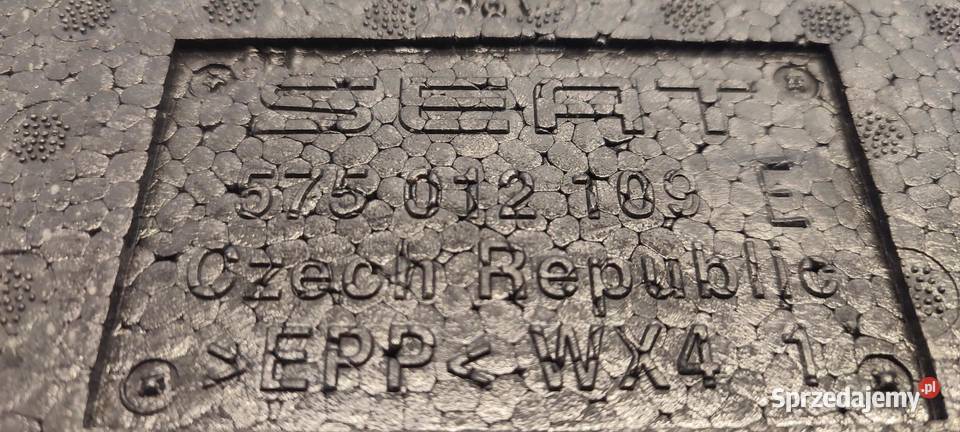 SEAT
575 012 109 E
Czech Republic
>EPP< WX4 1
Sprzedajemy.pl